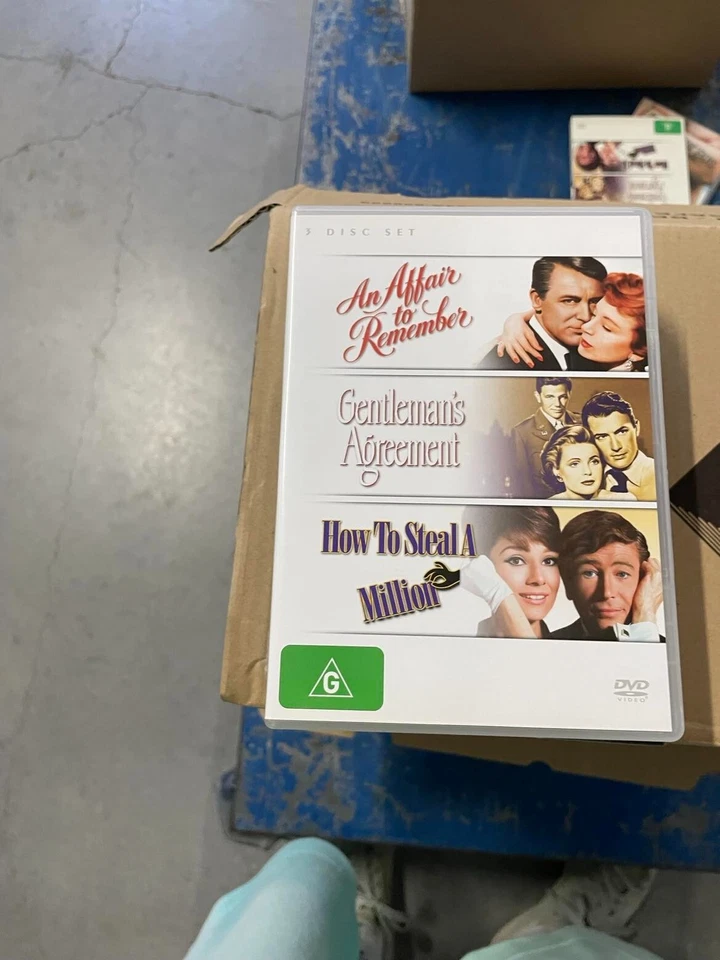 3 DISC SET
An Affair
to
Remember
Gentleman's
Agreement
How To Steal A
Million
G
DVD
VIDEO